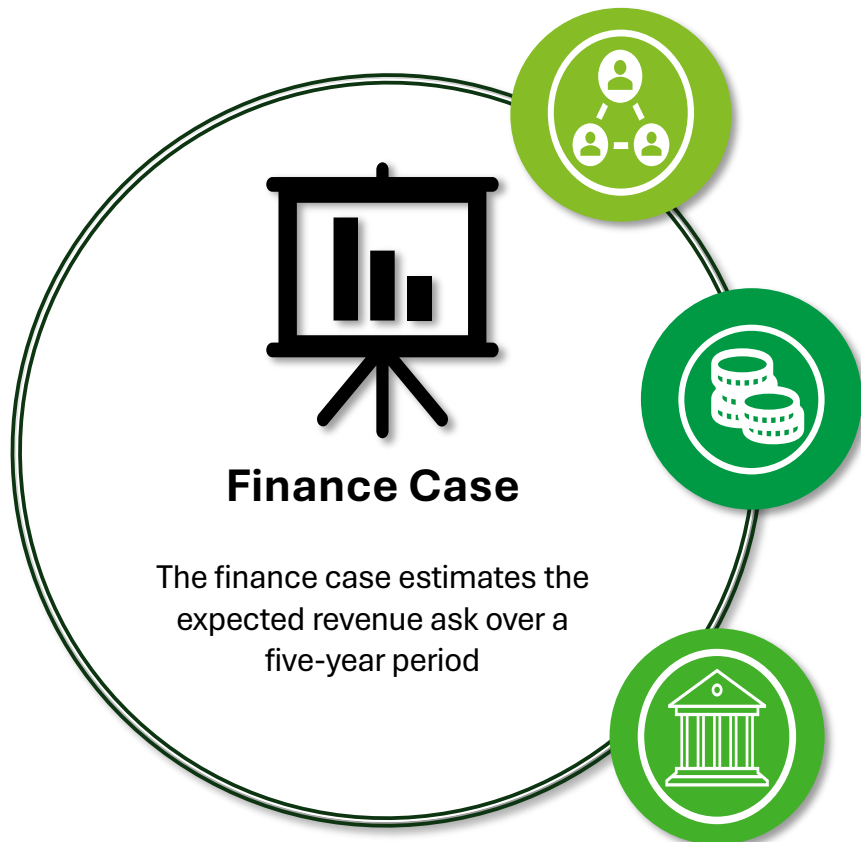 Finance Case
The finance case estimates the
expected revenue ask over a
five-year period